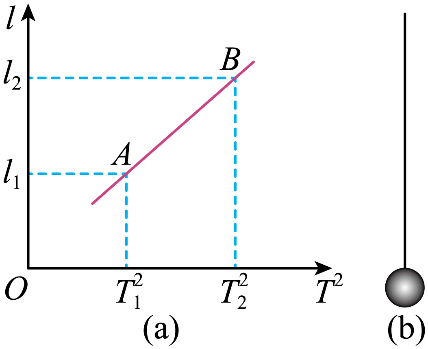 l
B
l₂
A
l₁
O T₁² T₂² T²
(a) (b)